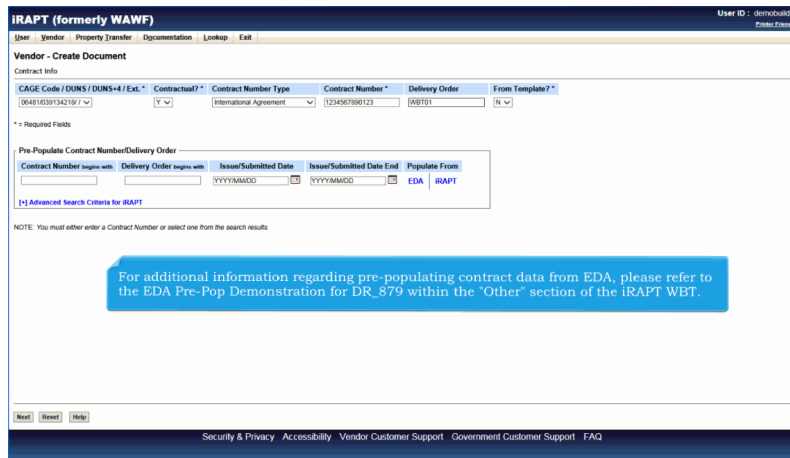 iRAPT (formerly WAWF)
User ID : demobuild
Printer Frien
User Vendor Property Transfer Documentation Lookup Exit
Vendor - Create Document
Contract Info
CAGE Code / DUNS / DUNS+4 / Ext. * Contractual? * Contract Number Type Contract Number * Delivery Order From Template? *
06481/039134218/ / Y International Agreement 1234567890123 WBT01 N
* = Required Fields
Pre-Populate Contract Number/Delivery Order
Contract Number begins with Delivery Order begins with Issue/Submitted Date Issue/Submitted Date End Populate From
YYYY/MM/DD YYYY/MM/DD EDA iRAPT
[+] Advanced Search Criteria for iRAPT
NOTE: You must either enter a Contract Number or select one from the search results.
For additional information regarding pre-populating contract data from EDA, please refer to
the EDA Pre-Pop Demonstration for DR_879 within the "Other" section of the iRAPT WBT.
Next Reset Help
Security & Privacy Accessibility Vendor Customer Support Government Customer Support FAQ